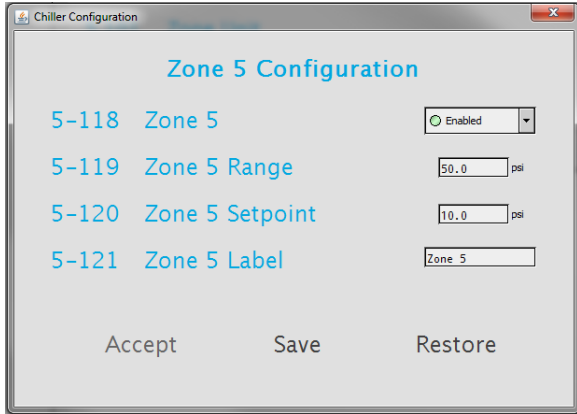 Chiller Configuration
Zone 5 Configuration
5-118 Zone 5 Enabled
5-119 Zone 5 Range 50.0 psi
5-120 Zone 5 Setpoint 10.0 psi
5-121 Zone 5 Label Zone 5
Accept Save Restore